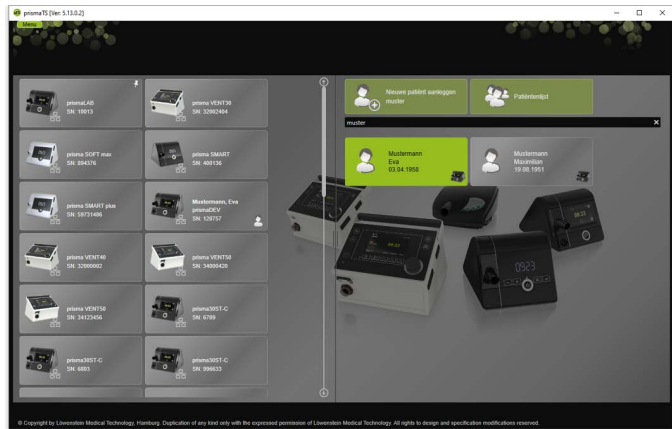 prismaTS [Ver: 5.13.0.2]
Menu
prismaLAB
SN: 10013
prisma VENT30
SN: 32002404
prisma SOFT max
SN: 894376
prisma SMART
SN: 400136
prisma SMART plus
SN: 59731486
Mustermann, Eva
prismaDEV
SN: 120757
prisma VENT40
SN: 32000002
prisma VENT50
SN: 34000420
prisma VENT50
SN: 34123456
prisma30ST-C
SN: 6789
prisma30ST-C
SN: 6803
prisma30ST-C
SN: 996633
Nieuwe patiënt aanleggen
muster
Patiëntenlijst
muster
Mustermann
Eva
03.04.1958
Mustermann
Maximilian
19.08.1951
09:23
© Copyright by Löwenstein Medical Technology, Hamburg. Duplication of any kind only with the expressed permission of Löwenstein Medical Technology. All rights to design and specification modifications reserved.